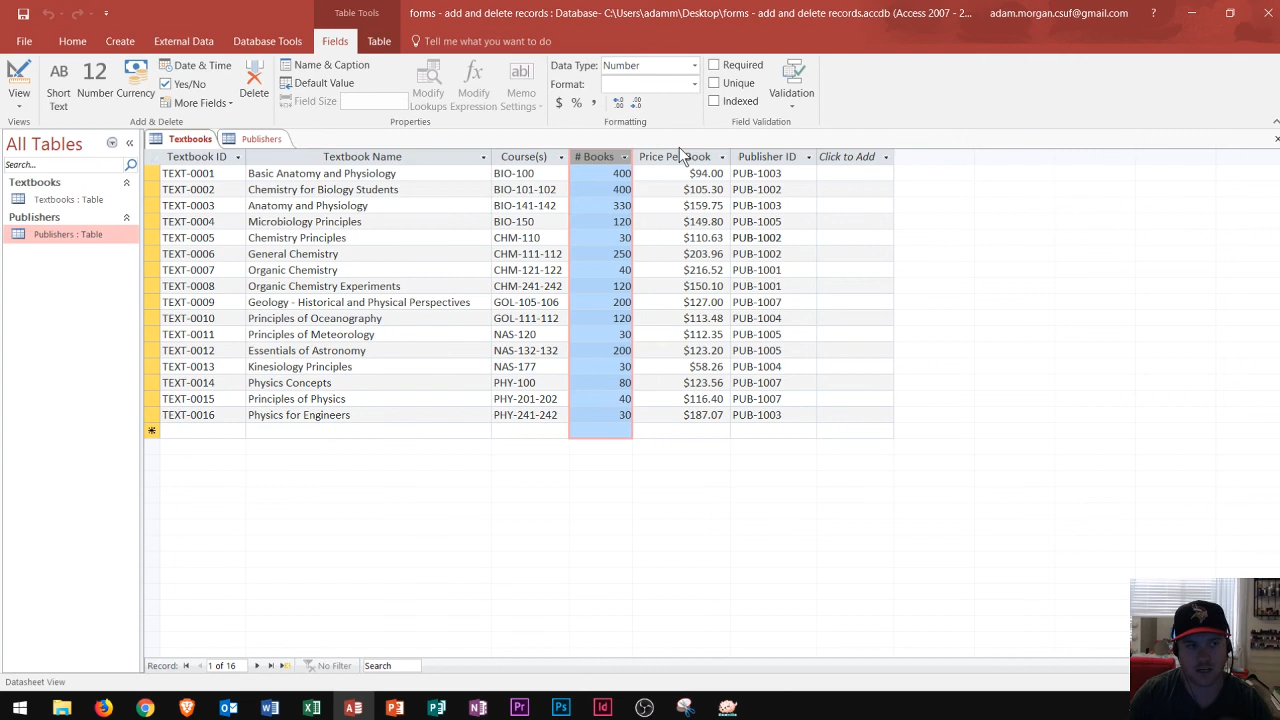 Table Tools
forms - add and delete records : Database- C:\Users\adamm\Desktop\forms - add and delete records.accdb (Access 2007 - 2...
adam.morgan.csuf@gmail.com
?
File Home Create External Data Database Tools Fields Table Tell me what you want to do
View
Views
AB
Short Text
12
Number
Currency
Date & Time
Yes/No
More Fields
Delete
Add & Delete
Name & Caption
Default Value
Field Size
Modify Lookups
fx
Modify Expression
ab
Memo Settings
Properties
Data Type: Number
Format:
$ % ,
Formatting
Required
Unique
Indexed
Validation
Field Validation
All Tables
Search...
Textbooks
Textbooks : Table
Publishers
Publishers : Table
Textbooks Publishers
Textbook ID Textbook Name Course(s) # Books Price Pe Book Publisher ID Click to Add
TEXT-0001 Basic Anatomy and Physiology BIO-100 400 $94.00 PUB-1003
TEXT-0002 Chemistry for Biology Students BIO-101-102 400 $105.30 PUB-1002
TEXT-0003 Anatomy and Physiology BIO-141-142 330 $159.75 PUB-1003
TEXT-0004 Microbiology Principles BIO-150 120 $149.80 PUB-1005
TEXT-0005 Chemistry Principles CHM-110 30 $110.63 PUB-1002
TEXT-0006 General Chemistry CHM-111-112 250 $203.96 PUB-1002
TEXT-0007 Organic Chemistry CHM-121-122 40 $216.52 PUB-1001
TEXT-0008 Organic Chemistry Experiments CHM-241-242 120 $150.10 PUB-1001
TEXT-0009 Geology - Historical and Physical Perspectives GOL-105-106 200 $127.00 PUB-1007
TEXT-0010 Principles of Oceanography GOL-111-112 120 $113.48 PUB-1004
TEXT-0011 Principles of Meteorology NAS-120 30 $112.35 PUB-1005
TEXT-0012 Essentials of Astronomy NAS-132-132 200 $123.20 PUB-1005
TEXT-0013 Kinesiology Principles NAS-177 30 $58.26 PUB-1004
TEXT-0014 Physics Concepts PHY-100 80 $123.56 PUB-1007
TEXT-0015 Principles of Physics PHY-201-202 40 $116.40 PUB-1007
TEXT-0016 Physics for Engineers PHY-241-242 30 $187.07 PUB-1003
Record: 1 of 16 No Filter Search
Datasheet View